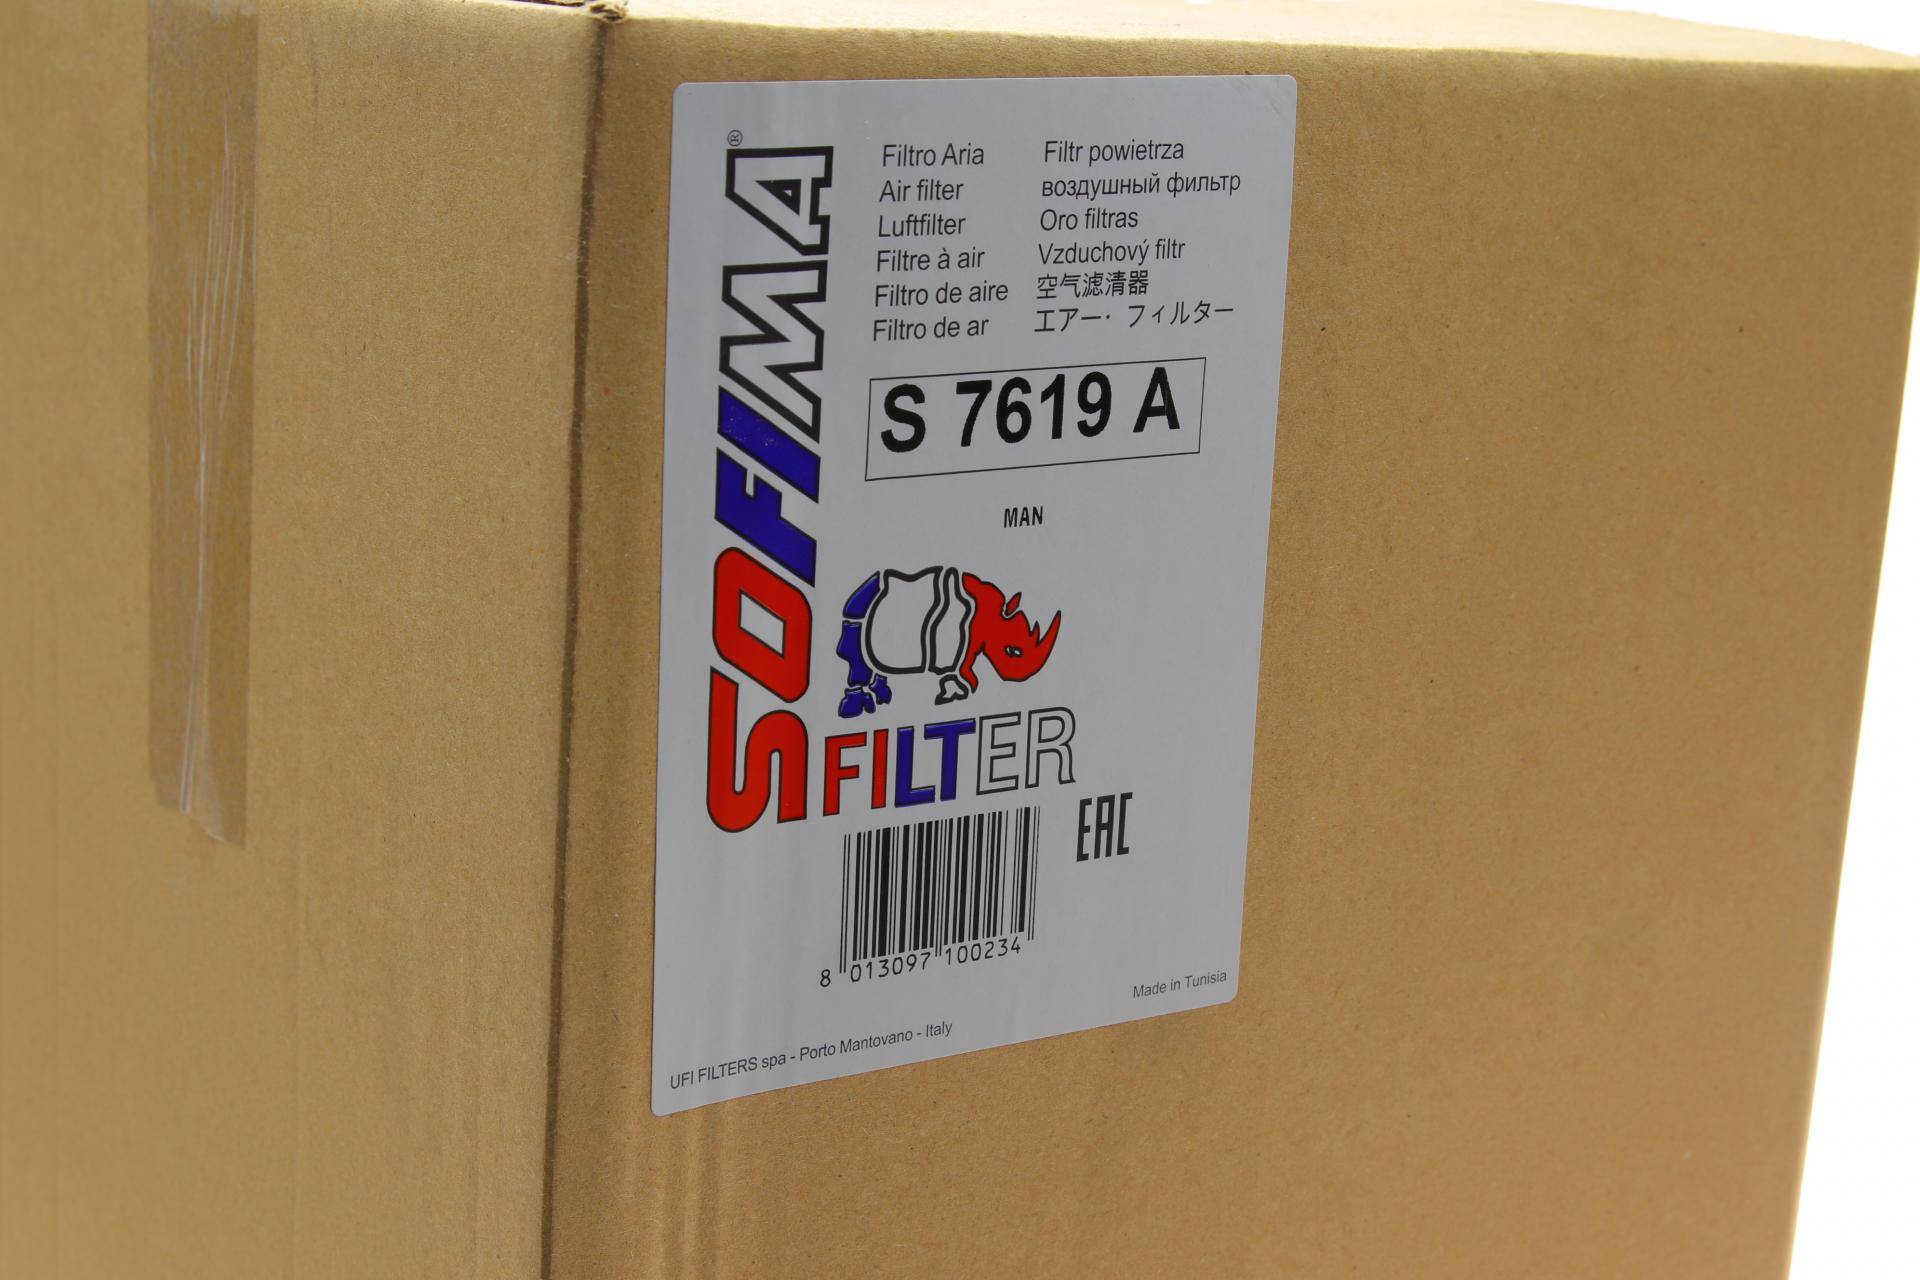 SOFIMA®
Filtro Aria
Air filter
Luftfilter
Filtre à air
Filtro de aire
Filtro de ar
Filtr powietrza
воздушный фильтр
Oro filtras
Vzduchový filtr
空气滤清器
エアー・フィルター
S 7619 A
MAN
FILTER
EAC
8 013097 100234
Made in Tunisia
UFI FILTERS spa - Porto Mantovano - Italy